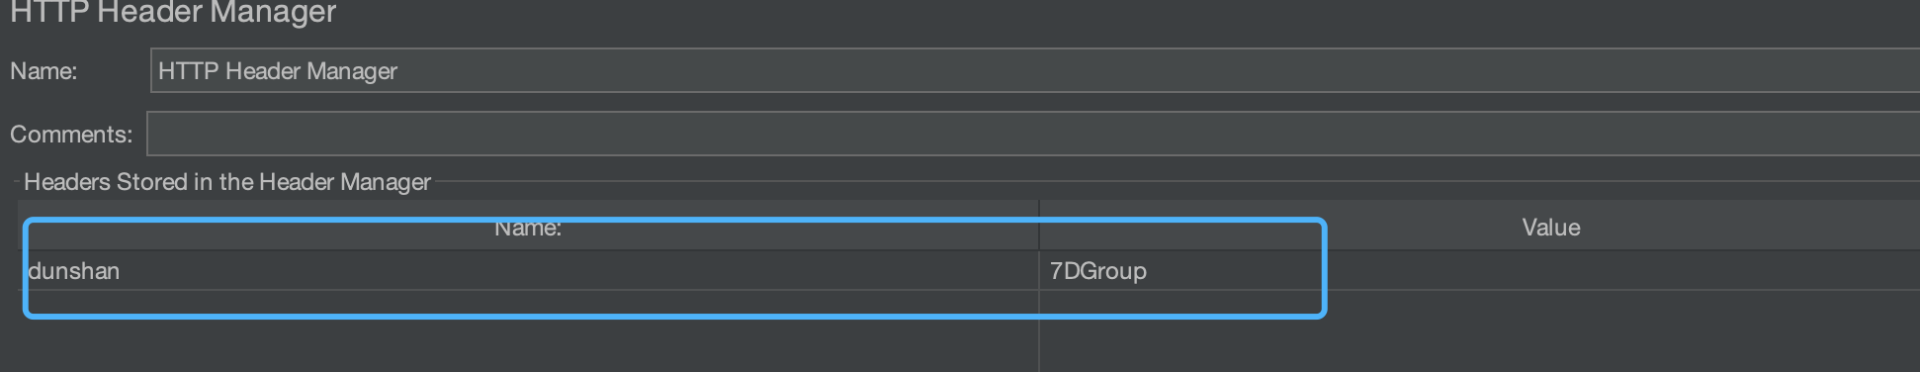 HTTP Header Manager
Name: HTTP Header Manager
Comments:
Headers Stored in the Header Manager
Name: Value
dunshan 7DGroup